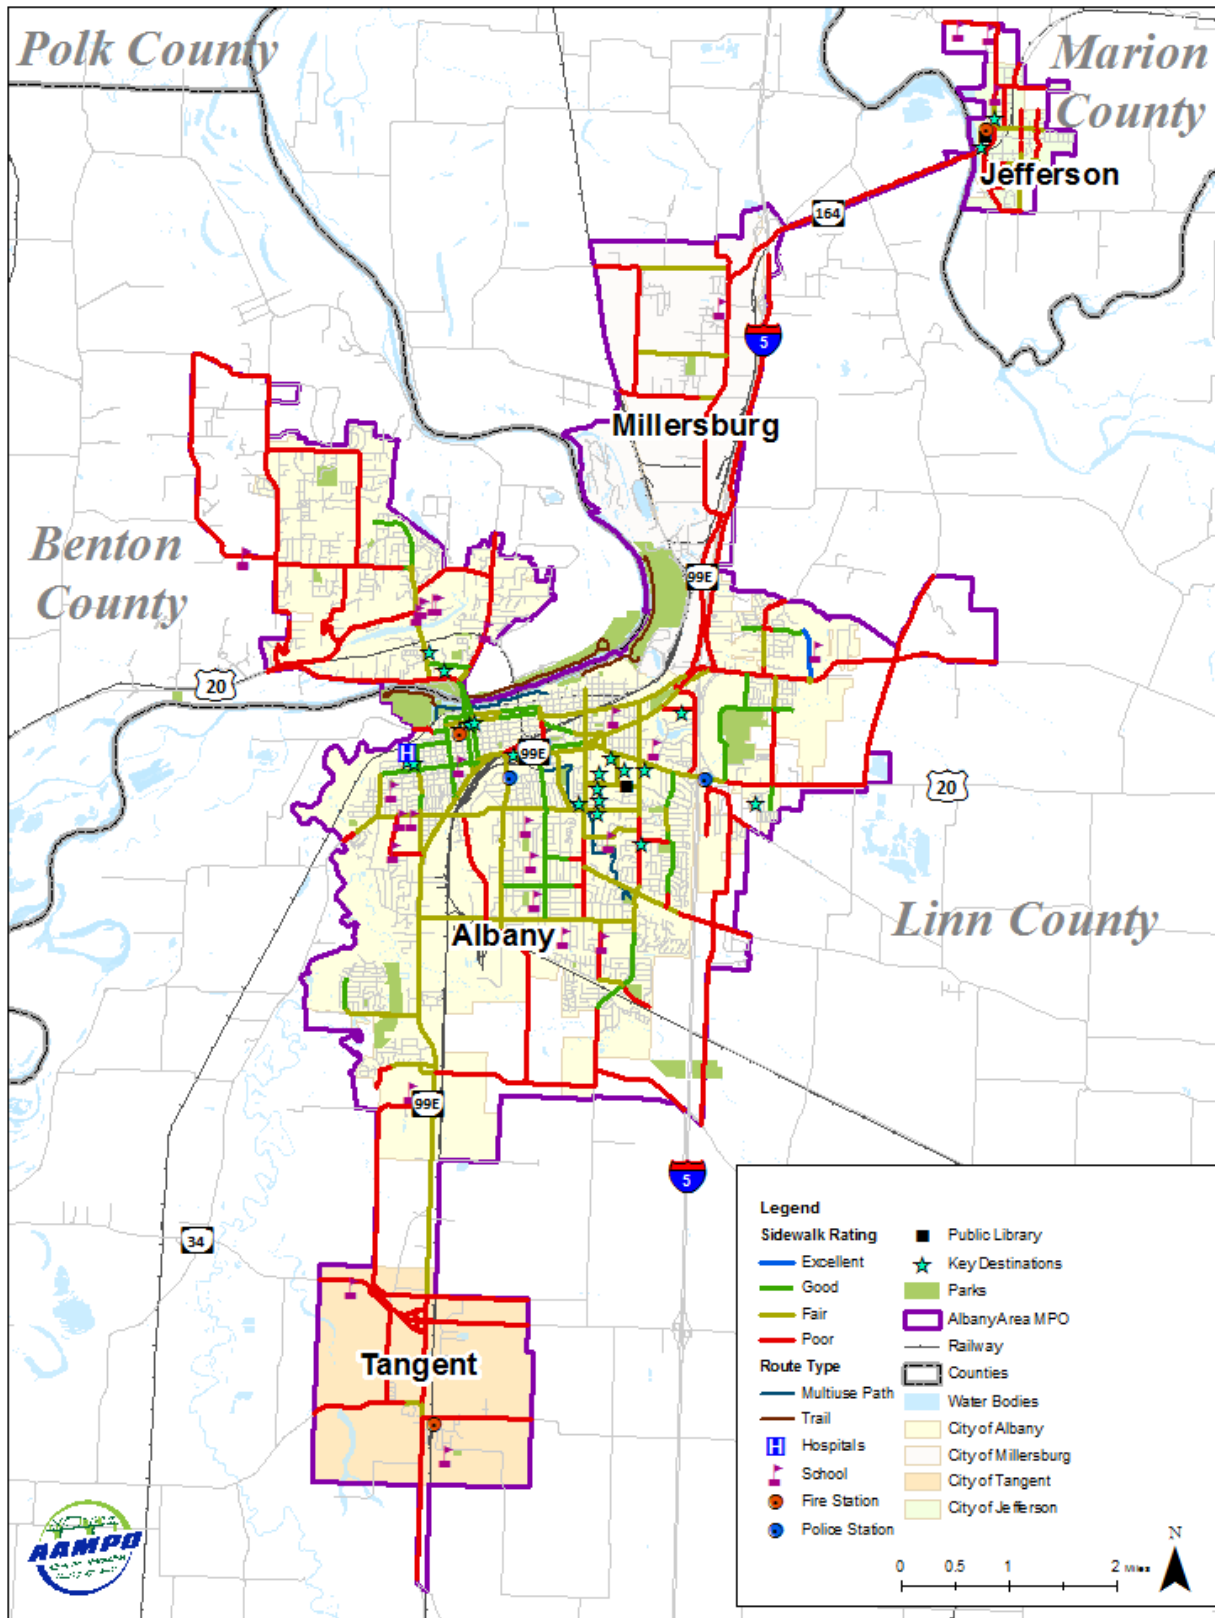 Polk County
Marion
County
Jefferson
164
5
Millersburg
Benton
County
99E
20
H
99E
20
Linn County
Albany
99E
5
34
Tangent
Legend
Sidewalk Rating
Excellent
Good
Fair
Poor
Route Type
Multiuse Path
Trail
H Hospitals
School
Fire Station
Police Station
Public Library
Key Destinations
Parks
AlbanyArea MPO
Railway
Counties
Water Bodies
City of Albany
City of Millersburg
City of Tangent
City of Jefferson
N
0 0.5 1 2 Miles
AAMPO